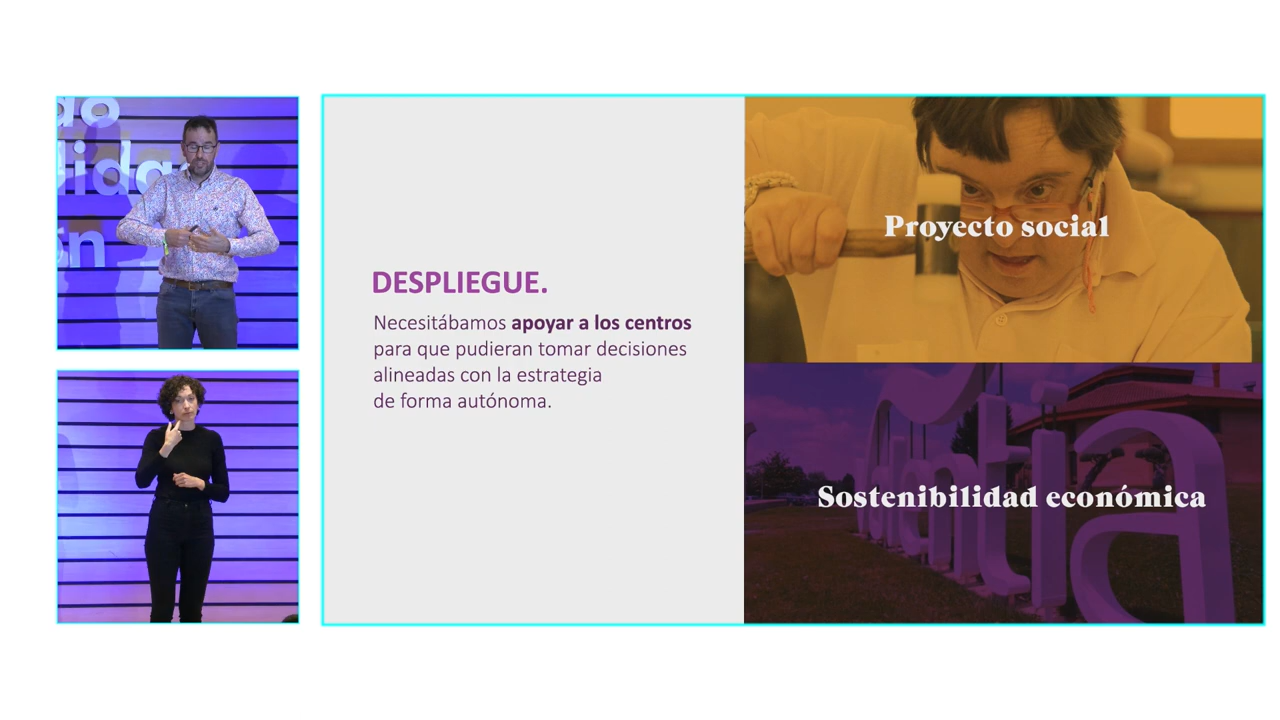 DESPLIEGUE.
Necesitábamos apoyar a los centros
para que pudieran tomar decisiones
alineadas con la estrategia
de forma autónoma.
Proyecto social
Sostenibilidad económica